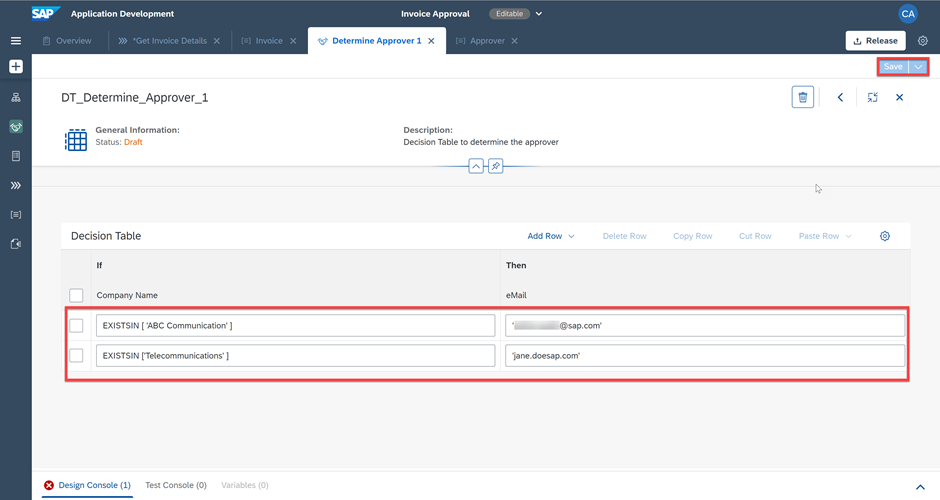 SAP Application Development Invoice Approval Editable CA
Overview *Get Invoice Details Invoice Determine Approver 1 Approver Release
Save
DT_Determine_Approver_1
General Information: Description:
Status: Draft Decision Table to determine the approver
Decision Table Add Row Delete Row Copy Row Cut Row Paste Row
If Then
Company Name eMail
EXISTSIN [ 'ABC Communication' ] ' @sap.com'
EXISTSIN ['Telecommunications' ] 'jane.doesap.com'
Design Console (1) Test Console (0) Variables (0)